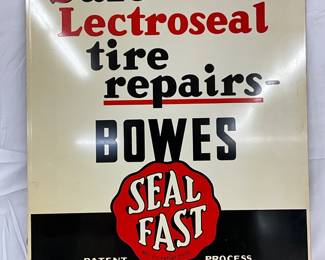 Lectroseal
tire
repairs-
BOWES
SEAL
FAST
PATENT PROCESS